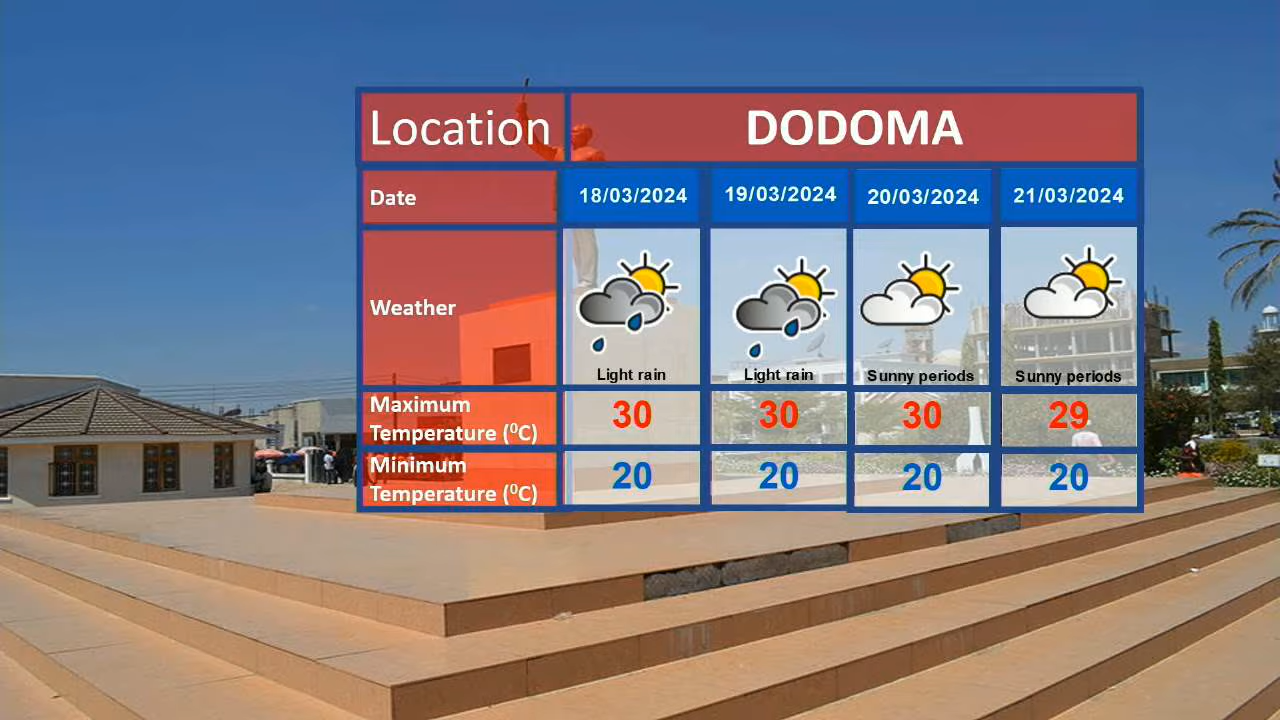 Location DODOMA
Date 18/03/2024 19/03/2024 20/03/2024 21/03/2024
Weather
Light rain Light rain Sunny periods Sunny periods
Maximum
Temperature (⁰C) 30 30 30 29
Minimum
Temperature (⁰C) 20 20 20 20